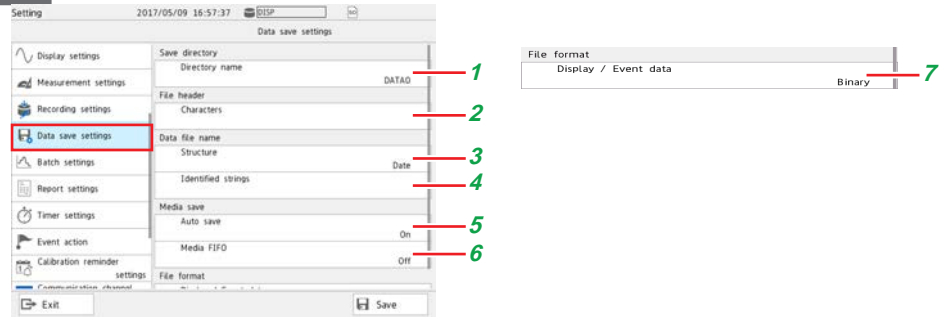 Setting 2017/05/09 16:57:37 DISP
Data save settings
Display settings
Measurement settings
Recording settings
Data save settings
Batch settings
Report settings
Timer settings
Event action
Calibration reminder
settings
Communication channel
Save directory
Directory name
DATA0
1
File header
Characters
2
Data file name
Structure
Date
3
Identified strings
4
Media save
Auto save
On
5
Media FIFO
Off
6
File format
Exit
Save
File format
Display / Event data
Binary
7